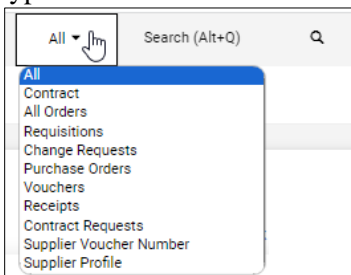 All Search (Alt+Q)
All
Contract
All Orders
Requisitions
Change Requests
Purchase Orders
Vouchers
Receipts
Contract Requests
Supplier Voucher Number
Supplier Profile